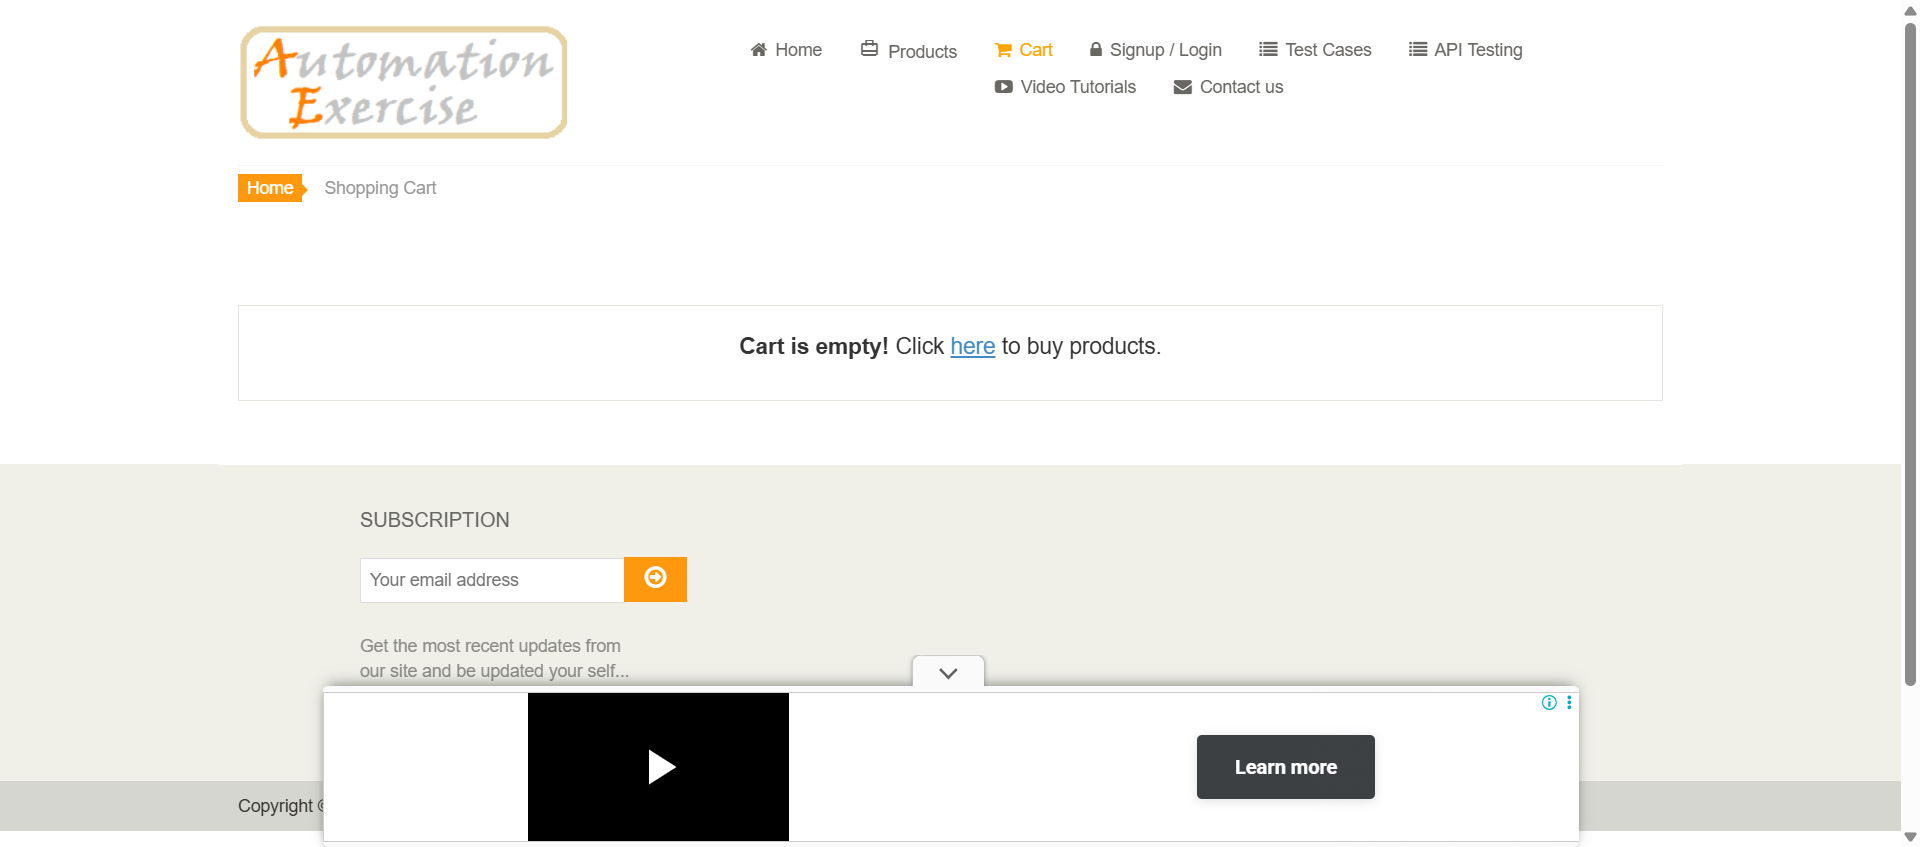 Automation
Exercise
Home
Products
Cart
Signup / Login
Test Cases
API Testing
Video Tutorials
Contact us
Home
Shopping Cart
Cart is empty! Click here to buy products.
SUBSCRIPTION
Your email address
Get the most recent updates from
our site and be updated your self...
Learn more
Copyright